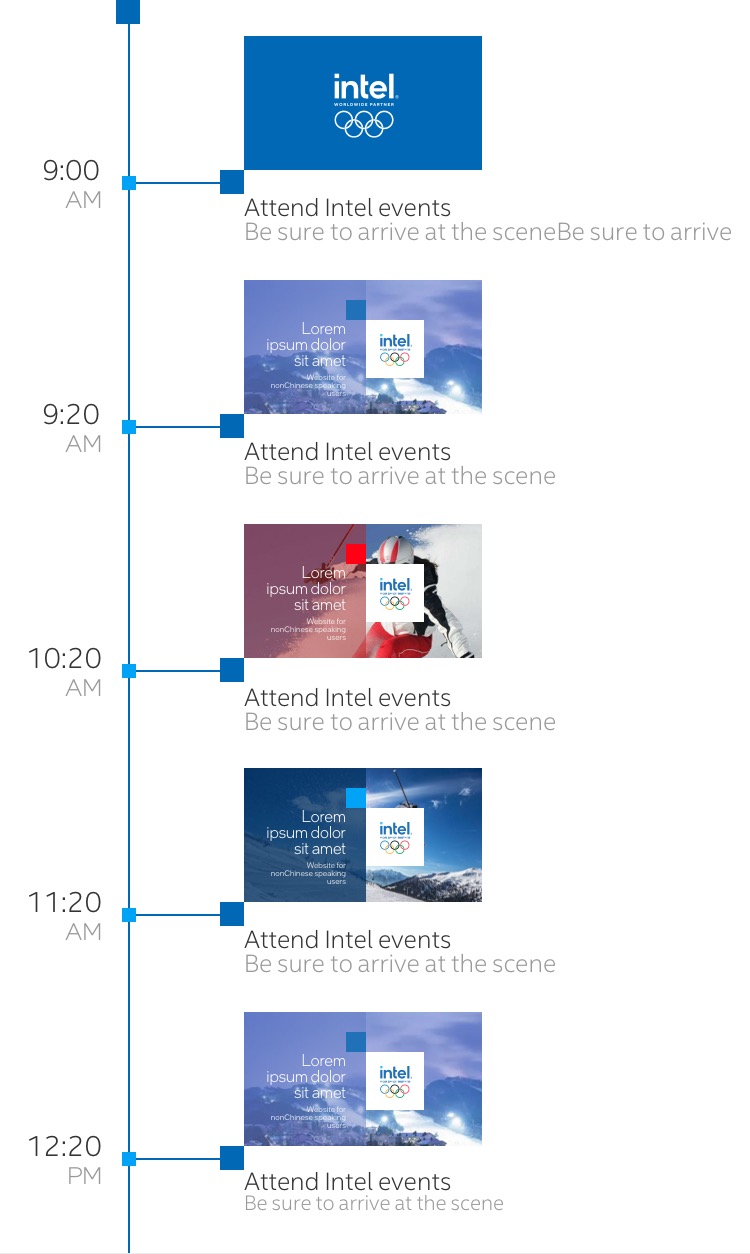 intel.
WORLDWIDE PARTNER
9:00
AM
Attend Intel events
Be sure to arrive at the sceneBe sure to arrive
Lorem
ipsum dolor
sit amet
Website for
nonChinese speaking
users
intel.
9:20
AM
Attend Intel events
Be sure to arrive at the scene
Lorem
ipsum dolor
sit amet
Website for
nonChinese speaking
users
intel.
10:20
AM
Attend Intel events
Be sure to arrive at the scene
Lorem
ipsum dolor
sit amet
Website for
nonChinese speaking
users
intel.
11:20
AM
Attend Intel events
Be sure to arrive at the scene
Lorem
ipsum dolor
sit amet
Website for
nonChinese speaking
users
intel.
12:20
PM
Attend Intel events
Be sure to arrive at the scene